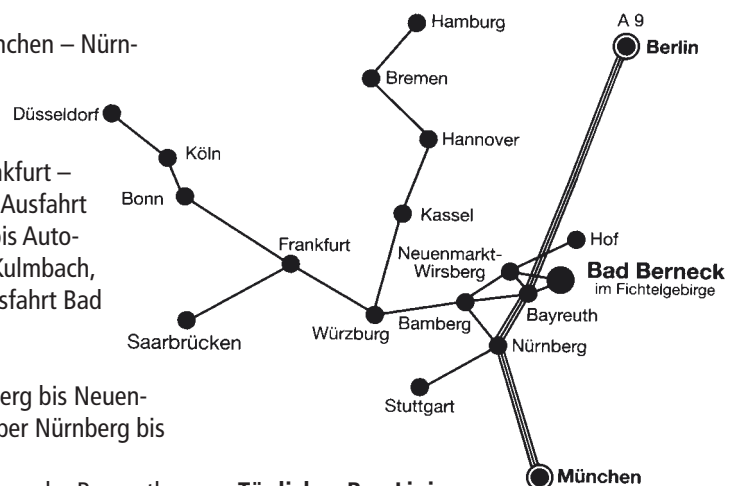 nchen – Nürn-
nkfurt –
Ausfahrt
bis Auto-
Kulmbach,
sfahrt Bad
erg bis Neuen-
ber Nürnberg bis
Hamburg
A 9
Berlin
Bremen
Düsseldorf
Hannover
Köln
Bonn
Kassel
Frankfurt
Neuenmarkt-
Wirsberg
Hof
Bad Berneck
im Fichtelgebirge
Bayreuth
Bamberg
Würzburg
Saarbrücken
Nürnberg
Stuttgart
München